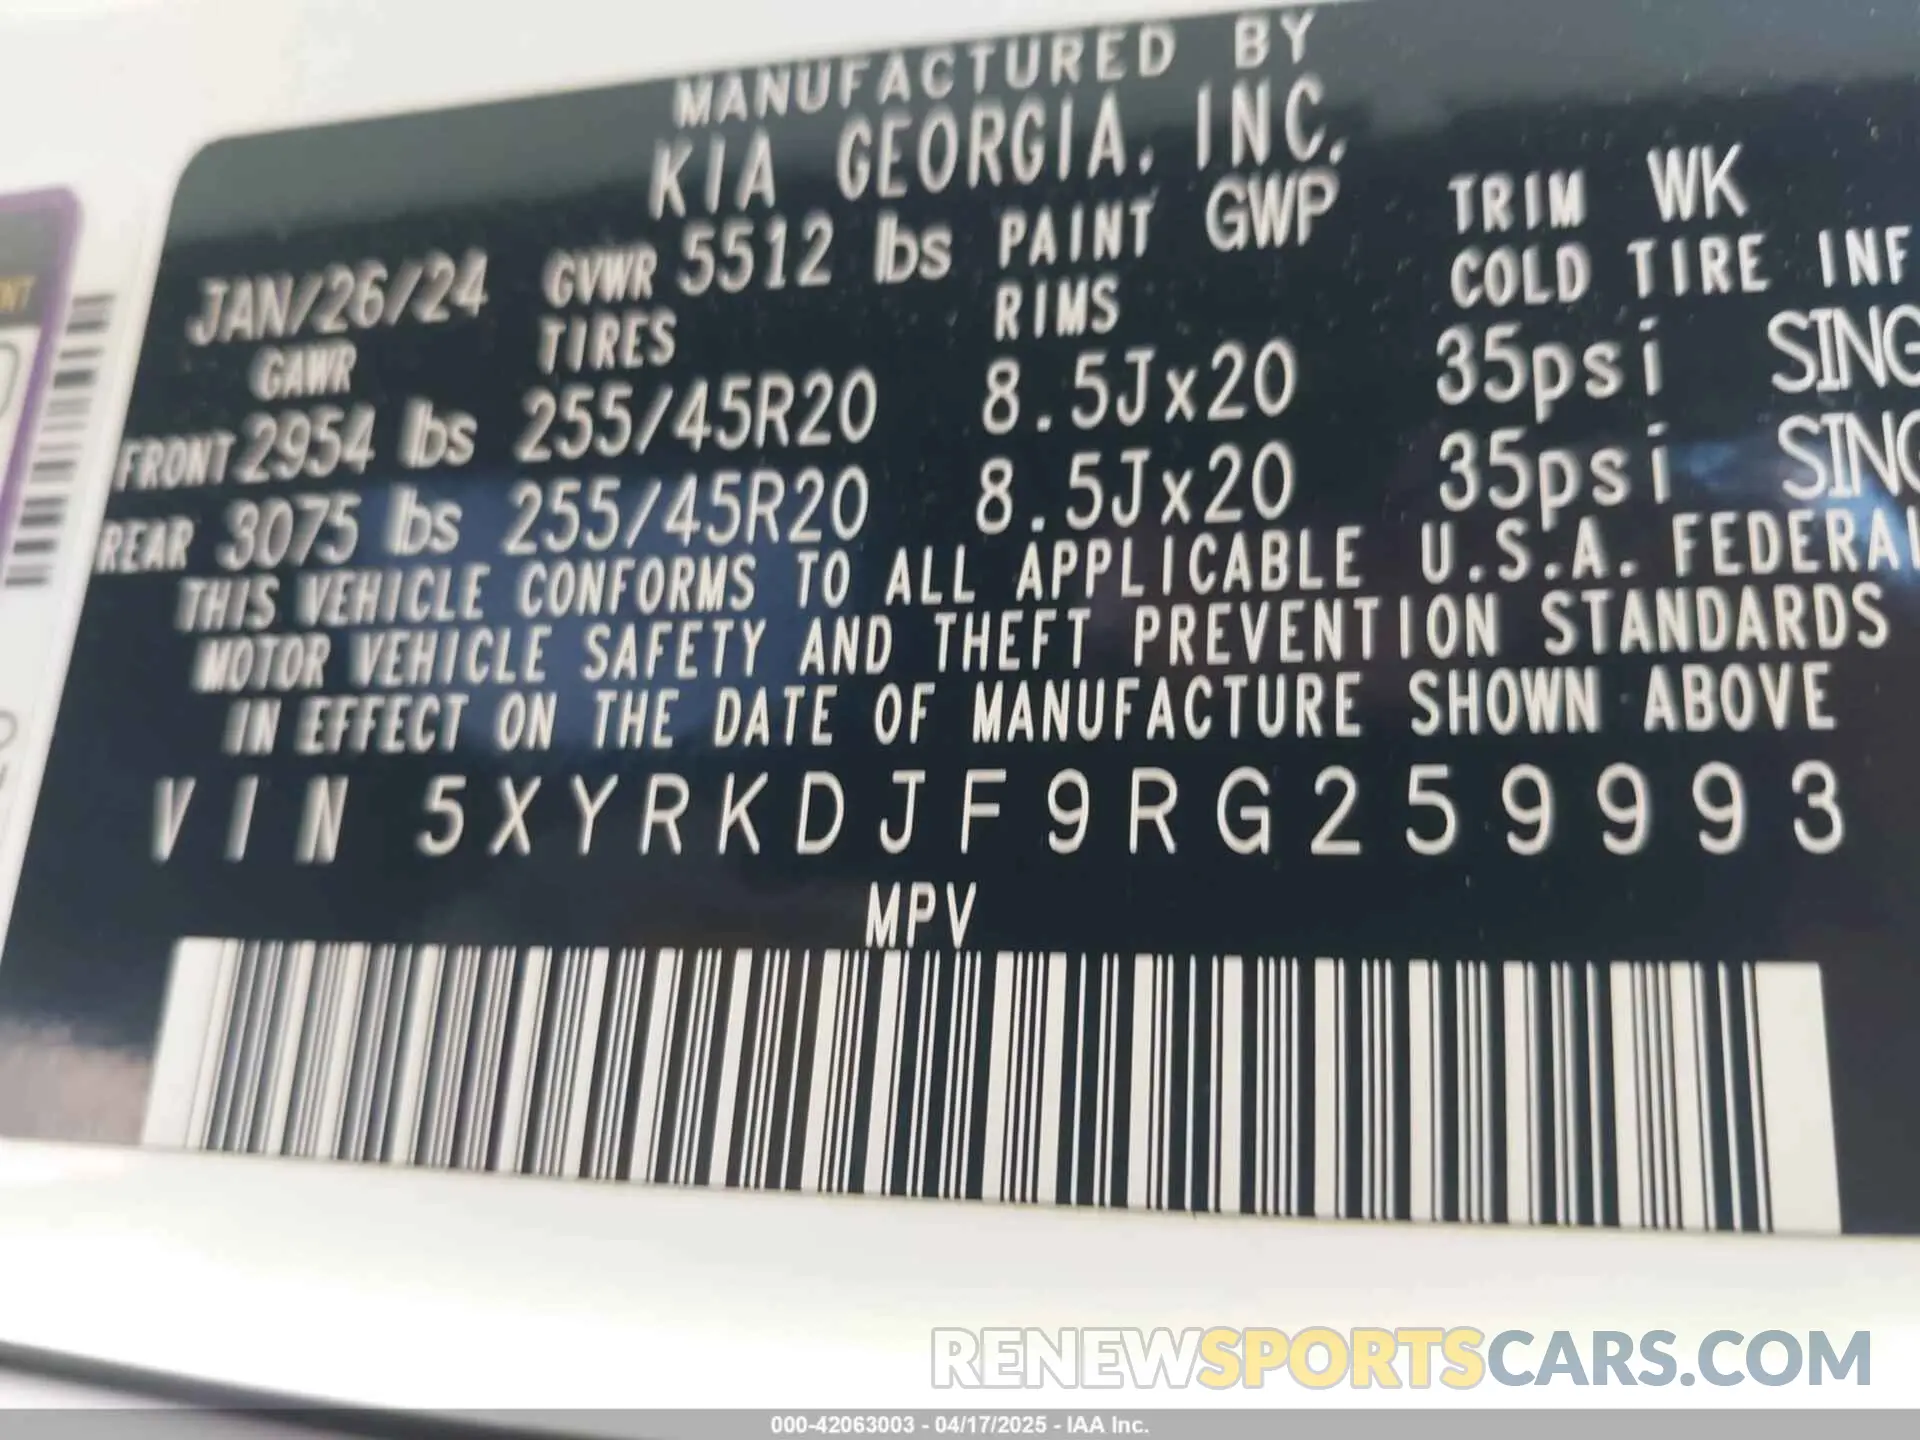 MANUFACTURED BY
KIA GEORGIA, INC.
JAN/26/24 GVWR 5512 lbs PAINT GWP TRIM WK
GAWR TIRES RIMS COLD TIRE INF
FRONT 2954 lbs 255/45R20 8.5Jx20 35psi SING
REAR 3075 lbs 255/45R20 8.5Jx20 35psi SING
THIS VEHICLE CONFORMS TO ALL APPLICABLE U.S.A. FEDERAL
MOTOR VEHICLE SAFETY AND THEFT PREVENTION STANDARDS
IN EFFECT ON THE DATE OF MANUFACTURE SHOWN ABOVE
VIN 5XYRKDJF9RG259993
MPV
RENEWSPORTSCARS.COM
000-42063003 - 04/17/2025 - IAA Inc.